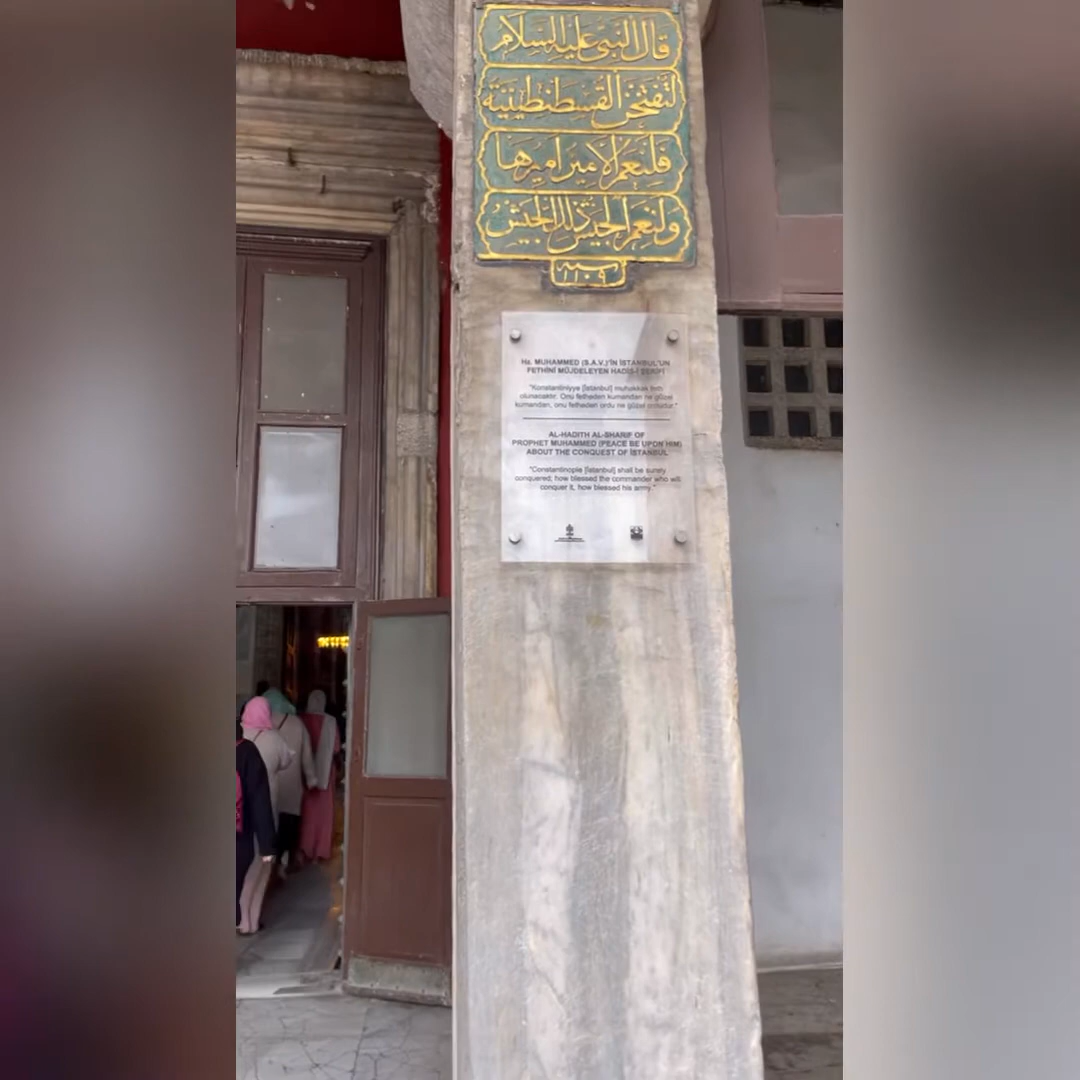 قال النبي عليه السلام
لتفتحن القسطنطينية
فلنعم الامير اميرها
ولنعم الجيش ذلك الجيش
سنة
١١٠٩
Hz. MUHAMMED (S.A.V.)'İN İSTANBUL'UN
FETHİNİ MÜJDELEYEN HADİS-İ ŞERİFİ
"Konstantiniyye [İstanbul] muhakkak feth
olunacaktır. Onu fetheden kumandan ne güzel
kumandan, onu fetheden ordu ne güzel ordudur."
AL-HADITH AL-SHARIF OF
PROPHET MUHAMMED (PEACE BE UPON HIM)
ABOUT THE CONQUEST OF İSTANBUL
"Constantinople [İstanbul] shall be surely
conquered; how blessed the commander who will
conquer it, how blessed his army."